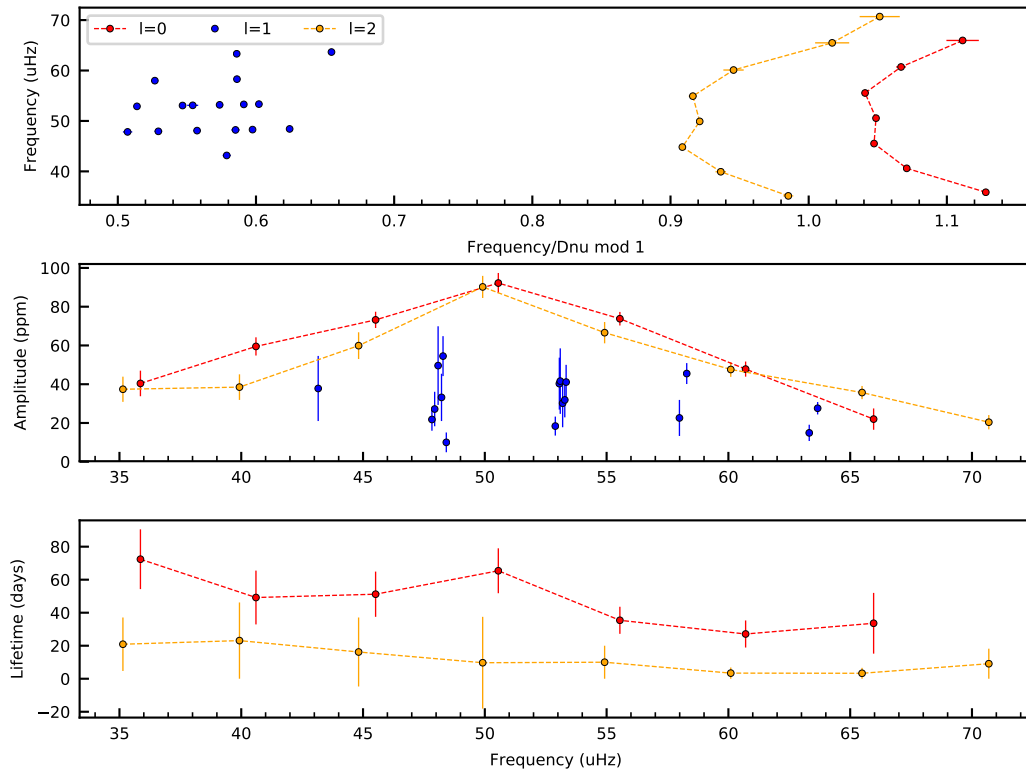 l=0 l=1 l=2
70
60
50
40
Frequency (uHz)
0.5 0.6 0.7 0.8 0.9 1.0 1.1
Frequency/Dnu mod 1
100
80
60
40
20
0
Amplitude (ppm)
35 40 45 50 55 60 65 70
80
60
40
20
0
−20
Lifetime (days)
35 40 45 50 55 60 65 70
Frequency (uHz)